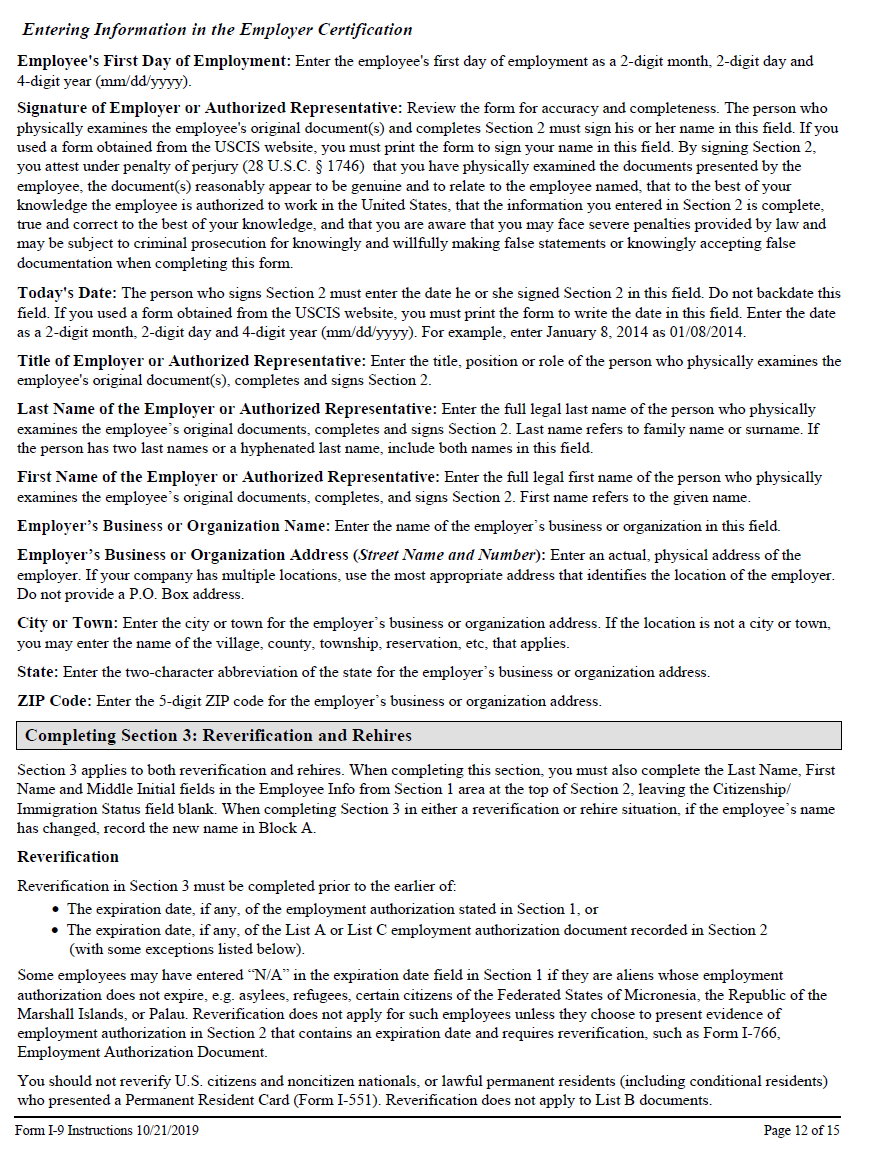 Entering Information in the Employer Certification
Employee's First Day of Employment: Enter the employee's first day of employment as a 2-digit month, 2-digit day and
4-digit year (mm/dd/yyyy).
Signature of Employer or Authorized Representative: Review the form for accuracy and completeness. The person who
physically examines the employee's original document(s) and completes Section 2 must sign his or her name in this field. If you
used a form obtained from the USCIS website, you must print the form to sign your name in this field. By signing Section 2,
you attest under penalty of perjury (28 U.S.C. § 1746) that you have physically examined the documents presented by the
employee, the document(s) reasonably appear to be genuine and to relate to the employee named, that to the best of your
knowledge the employee is authorized to work in the United States, that the information you entered in Section 2 is complete,
true and correct to the best of your knowledge, and that you are aware that you may face severe penalties provided by law and
may be subject to criminal prosecution for knowingly and willfully making false statements or knowingly accepting false
documentation when completing this form.
Today's Date: The person who signs Section 2 must enter the date he or she signed Section 2 in this field. Do not backdate this
field. If you used a form obtained from the USCIS website, you must print the form to write the date in this field. Enter the date
as a 2-digit month, 2-digit day and 4-digit year (mm/dd/yyyy). For example, enter January 8, 2014 as 01/08/2014.
Title of Employer or Authorized Representative: Enter the title, position or role of the person who physically examines the
employee's original document(s), completes and signs Section 2.
Last Name of the Employer or Authorized Representative: Enter the full legal last name of the person who physically
examines the employee's original documents, completes and signs Section 2. Last name refers to family name or surname. If
the person has two last names or a hyphenated last name, include both names in this field.
First Name of the Employer or Authorized Representative: Enter the full legal first name of the person who physically
examines the employee's original documents, completes, and signs Section 2. First name refers to the given name.
Employer's Business or Organization Name: Enter the name of the employer's business or organization in this field.
Employer's Business or Organization Address (Street Name and Number): Enter an actual, physical address of the
employer. If your company has multiple locations, use the most appropriate address that identifies the location of the employer.
Do not provide a P.O. Box address.
City or Town: Enter the city or town for the employer's business or organization address. If the location is not a city or town,
you may enter the name of the village, county, township, reservation, etc, that applies.
State: Enter the two-character abbreviation of the state for the employer's business or organization address.
ZIP Code: Enter the 5-digit ZIP code for the employer's business or organization address.
Completing Section 3: Reverification and Rehires
Section 3 applies to both reverification and rehires. When completing this section, you must also complete the Last Name, First
Name and Middle Initial fields in the Employee Info from Section 1 area at the top of Section 2, leaving the Citizenship/
Immigration Status field blank. When completing Section 3 in either a reverification or rehire situation, if the employee's name
has changed, record the new name in Block A.
Reverification
Reverification in Section 3 must be completed prior to the earlier of:
• The expiration date, if any, of the employment authorization stated in Section 1, or
• The expiration date, if any, of the List A or List C employment authorization document recorded in Section 2
(with some exceptions listed below).
Some employees may have entered “N/A” in the expiration date field in Section 1 if they are aliens whose employment
authorization does not expire, e.g. asylees, refugees, certain citizens of the Federated States of Micronesia, the Republic of the
Marshall Islands, or Palau. Reverification does not apply for such employees unless they choose to present evidence of
employment authorization in Section 2 that contains an expiration date and requires reverification, such as Form I-766,
Employment Authorization Document.
You should not reverify U.S. citizens and noncitizen nationals, or lawful permanent residents (including conditional residents)
who presented a Permanent Resident Card (Form I-551). Reverification does not apply to List B documents.
Form I-9 Instructions 10/21/2019
Page 12 of 15